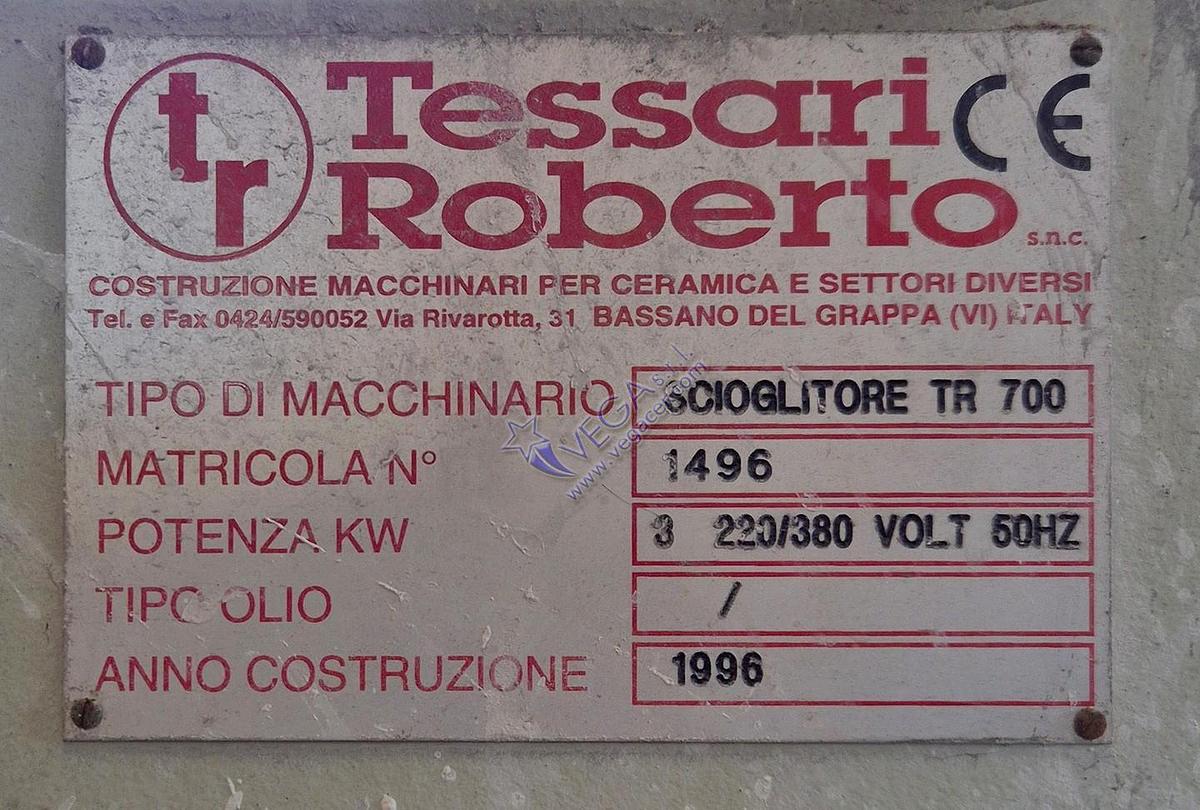 tr
Tessari CE
Roberto s.n.c.
COSTRUZIONE MACCHINARI PER CERAMICA E SETTORI DIVERSI
Tel. e Fax 0424/590052 Via Rivarotta, 31 BASSANO DEL GRAPPA (VI) ITALY
TIPO DI MACCHINARIO SCIOGLITORE TR 700
VEGA s.r.l.
www.vegacer.com
MATRICOLA N° 1496
POTENZA KW 3 220/380 VOLT 50HZ
TIPO OLIO /
ANNO COSTRUZIONE 1996